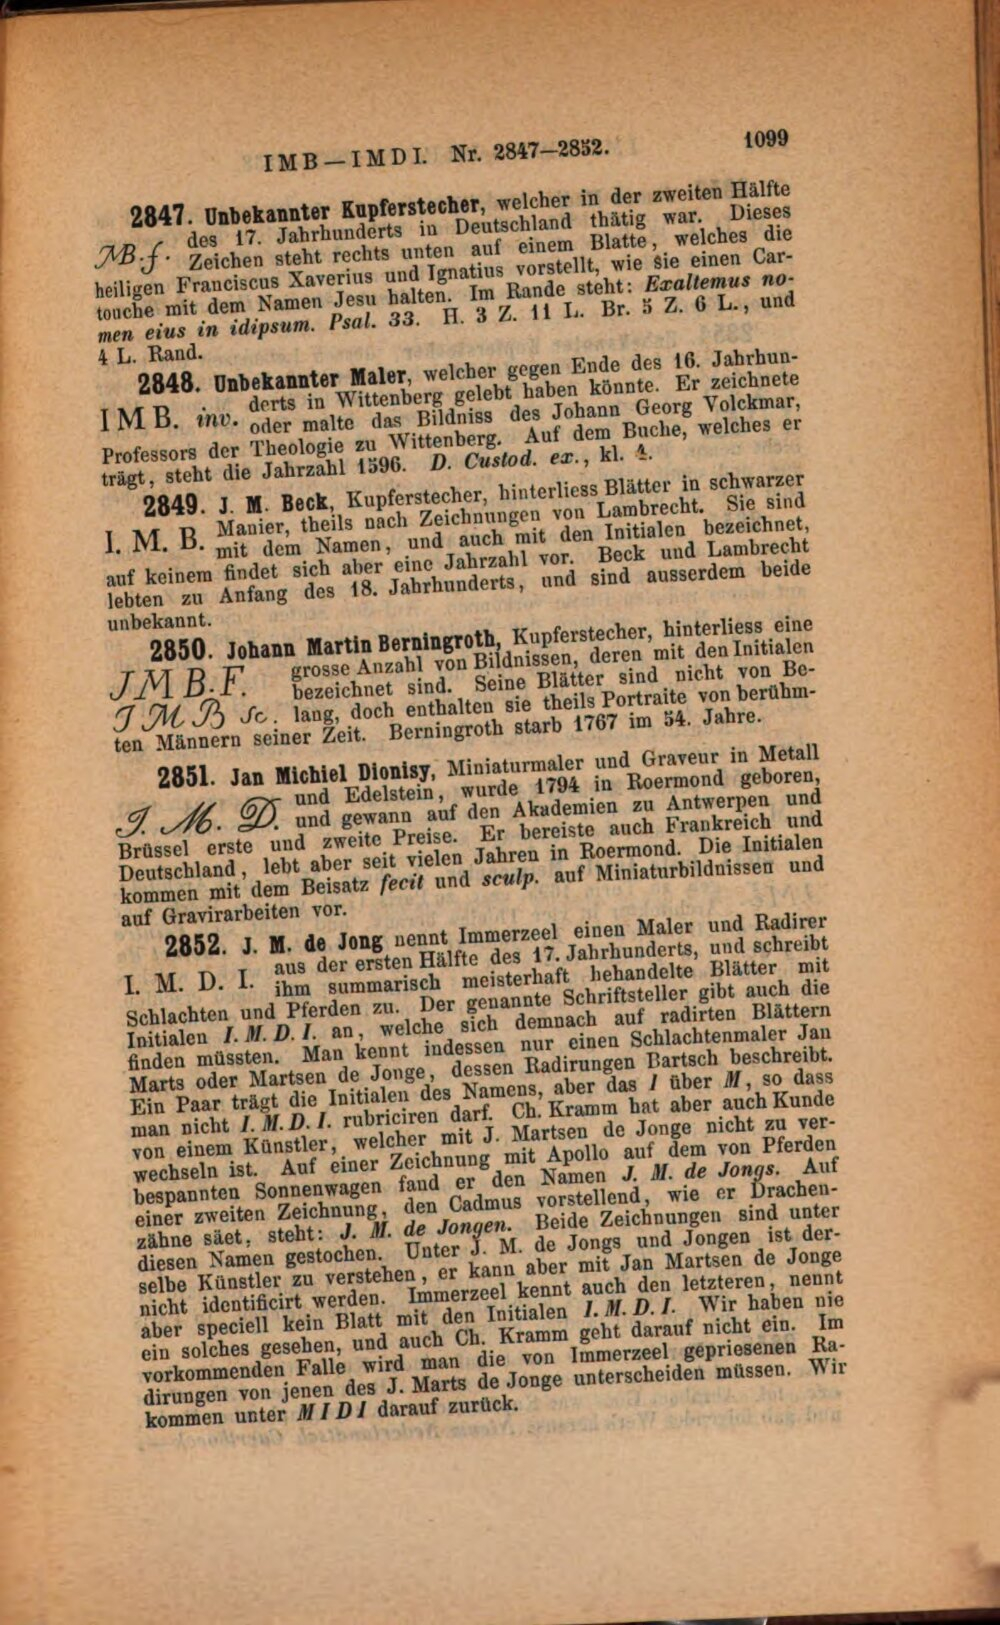 IMB—IMDI. Nr. 2847—2852. 1099
2847. Unbekannter Kupferstecher, welcher in der zweiten Hälfte
des 17. Jahrhunderts in Deutschland thätig war. Dieses
MB.f. Zeichen steht rechts unten auf einem Blatte, welches die
heiligen Franciscus Xaverius und Ignatius vorstellt, wie sie einen Car-
touche mit dem Namen Jesu halten. Im Rande steht: Exaltemus no-
men eius in idipsum. Psal. 33. H. 3 Z. 11 L. Br. 5 Z. 6 L., und
4 L. Rand.
2848. Unbekannter Maler, welcher gegen Ende des 16. Jahrhun-
derts in Wittenberg gelebt haben könnte. Er zeichnete
IMB. inv. oder malte das Bildniss des Johann Georg Volckmar,
Professors der Theologie zu Wittenberg. Auf dem Buche, welches er
trägt, steht die Jahrzahl 1596. D. Custod. ex., kl. 4.
2849. J. M. Beck, Kupferstecher, hinterliess Blätter in schwarzer
Manier, theils nach Zeichnungen von Lambrecht. Sie sind
I. M. B. mit dem Namen, und auch mit den Initialen bezeichnet,
auf keinem findet sich aber eine Jahrzahl vor. Beck und Lambrecht
lebten zu Anfang des 18. Jahrhunderts, und sind ausserdem beide
unbekannt.
2850. Johann Martin Berningroth, Kupferstecher, hinterliess eine
grosse Anzahl von Bildnissen, deren mit den Initialen
JMB.F. bezeichnet sind. Seine Blätter sind nicht von Be-
JMB Sc. lang, doch enthalten sie theils Portraite von berühm-
ten Männern seiner Zeit. Berningroth starb 1767 im 54. Jahre.
2851. Jan Michiel Dionisy, Miniaturmaler und Graveur in Metall
und Edelstein, wurde 1794 in Roermond geboren,
J. M. D. und gewann auf den Akademien zu Antwerpen und
Brüssel erste und zweite Preise. Er bereiste auch Frankreich und
Deutschland, lebt aber seit vielen Jahren in Roermond. Die Initialen
kommen mit dem Beisatz fecit und sculp. auf Miniaturbildnissen und
auf Gravirarbeiten vor.
2852. J. M. de Jong nennt Immerzeel einen Maler und Radirer
aus der ersten Hälfte des 17. Jahrhunderts, und schreibt
I. M. D. I. ihm summarisch meisterhaft behandelte Blätter mit
Schlachten und Pferden zu. Der genannte Schriftsteller gibt auch die
Initialen I. M. D. I. an, welche sich demnach auf radirten Blättern
finden müssten. Man kennt indessen nur einen Schlachtenmaler Jan
Marts oder Martsen de Jonge, dessen Radirungen Bartsch beschreibt.
Ein Paar trägt die Initialen des Namens, aber das I über M, so dass
man nicht I. M. D. I. rubriciren darf. Ch. Kramm hat aber auch Kunde
von einem Künstler, welcher mit J. Martsen de Jonge nicht zu ver-
wechseln ist. Auf einer Zeichnung mit Apollo auf dem von Pferden
bespannten Sonnenwagen fand er den Namen J. M. de Jongs. Auf
einer zweiten Zeichnung, den Cadmus vorstellend, wie er Drachen-
zähne säet, steht: J. M. de Jongen. Beide Zeichnungen sind unter
diesen Namen gestochen. Unter J. M. de Jongs und Jongen ist der-
selbe Künstler zu verstehen, er kann aber mit Jan Martsen de Jonge
nicht identificirt werden. Immerzeel kennt auch den letzteren, nennt
aber speciell kein Blatt mit den Initialen I. M. D. I. Wir haben nie
ein solches gesehen, und auch Ch. Kramm geht darauf nicht ein. Im
vorkommenden Falle wird man die von Immerzeel gepriesenen Ra-
dirungen von jenen des J. Marts de Jonge unterscheiden müssen. Wir
kommen unter MIDI darauf zurück.